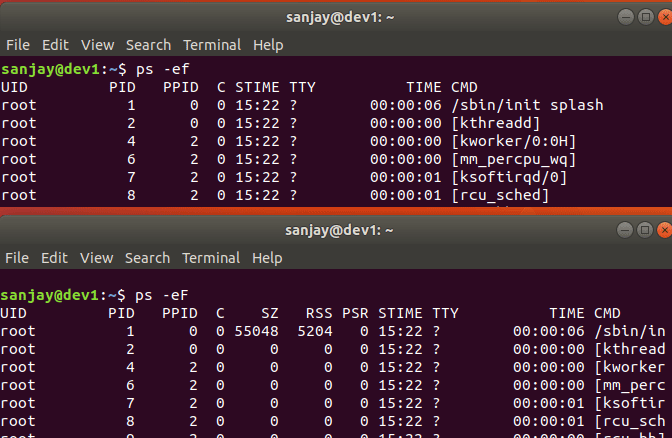 sanjay@dev1: ~
File Edit View Search Terminal Help
sanjay@dev1:~$ ps -ef
UID PID PPID C STIME TTY TIME CMD
root 1 0 0 15:22 ? 00:00:06 /sbin/init splash
root 2 0 0 15:22 ? 00:00:00 [kthreadd]
root 4 2 0 15:22 ? 00:00:00 [kworker/0:0H]
root 6 2 0 15:22 ? 00:00:00 [mm_percpu_wq]
root 7 2 0 15:22 ? 00:00:01 [ksoftirqd/0]
root 8 2 0 15:22 ? 00:00:01 [rcu_sched]
sanjay@dev1: ~
File Edit View Search Terminal Help
sanjay@dev1:~$ ps -eF
UID PID PPID C SZ RSS PSR STIME TTY TIME CMD
root 1 0 0 55048 5204 0 15:22 ? 00:00:06 /sbin/in
root 2 0 0 0 0 0 15:22 ? 00:00:00 [kthread
root 4 2 0 0 0 0 15:22 ? 00:00:00 [kworker
root 6 2 0 0 0 0 15:22 ? 00:00:00 [mm_perc
root 7 2 0 0 0 0 15:22 ? 00:00:01 [ksoftir
root 8 2 0 0 0 0 15:22 ? 00:00:01 [rcu_sch